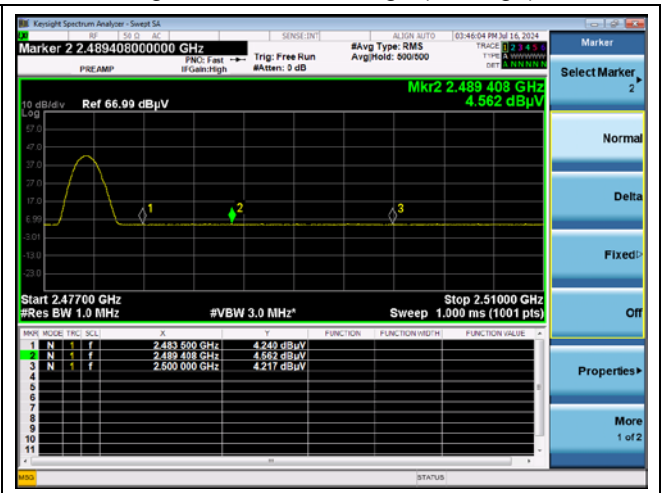 Keysight Spectrum Analyzer - Swept SA
RF 50 Ω AC SENSE:INT ALIGN AUTO 03:46:04 PM Jul 16, 2024
Marker 2 2.489408000000 GHz
#Avg Type: RMS
TRACE 1 2 3 4 5 6
PNO: Fast
Trig: Free Run
Avg|Hold: 500/500
TYPE A WWWWW
PREAMP
IFGain:High
#Atten: 0 dB
DET A NNNNN
Mkr2 2.489 408 GHz
4.562 dBµV
10 dB/div Ref 66.99 dBµV
Log
57.0
47.0
37.0
27.0
17.0
6.99
-3.01
-13.0
-23.0
1
2
3
Start 2.47700 GHz
Stop 2.51000 GHz
#Res BW 1.0 MHz
#VBW 3.0 MHz*
Sweep 1.000 ms (1001 pts)
MKR MODE TRC SCL X Y FUNCTION FUNCTION WIDTH FUNCTION VALUE
1 N 1 f 2.483 500 GHz 4.240 dBµV
2 N 1 f 2.489 408 GHz 4.562 dBµV
3 N 1 f 2.500 000 GHz 4.217 dBµV
4
5
6
7
8
9
10
11
MSG
STATUS
Marker
Select Marker
2
Normal
Delta
Fixed
Off
Properties
More
1 of 2